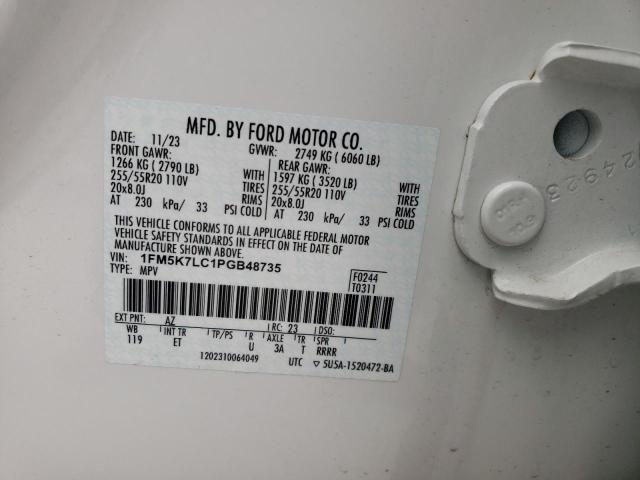 MFD. BY FORD MOTOR CO.
DATE: 11/23 GVWR: 2749 KG ( 6060 LB)
FRONT GAWR: REAR GAWR:
1266 KG ( 2790 LB) WITH 1597 KG ( 3520 LB) WITH
255/55R20 110V TIRES 255/55R20 110V TIRES
20x8.0J RIMS 20x8.0J RIMS
AT 230 kPa/ 33 PSI COLD AT 230 kPa/ 33 PSI COLD
THIS VEHICLE CONFORMS TO ALL APPLICABLE FEDERAL MOTOR
VEHICLE SAFETY STANDARDS IN EFFECT ON THE DATE OF
MANUFACTURE SHOWN ABOVE.
VIN: 1FM5K7LC1PGB48735
TYPE: MPV
F0244
T0311
EXT PNT: AZ RC: 23 DSO:
WB INT TR TP/PS R AXLE TR SPR
119 ET U 3A T RRRR
1202310064049 UTC ▽ 5USA-1520472-BA
24923